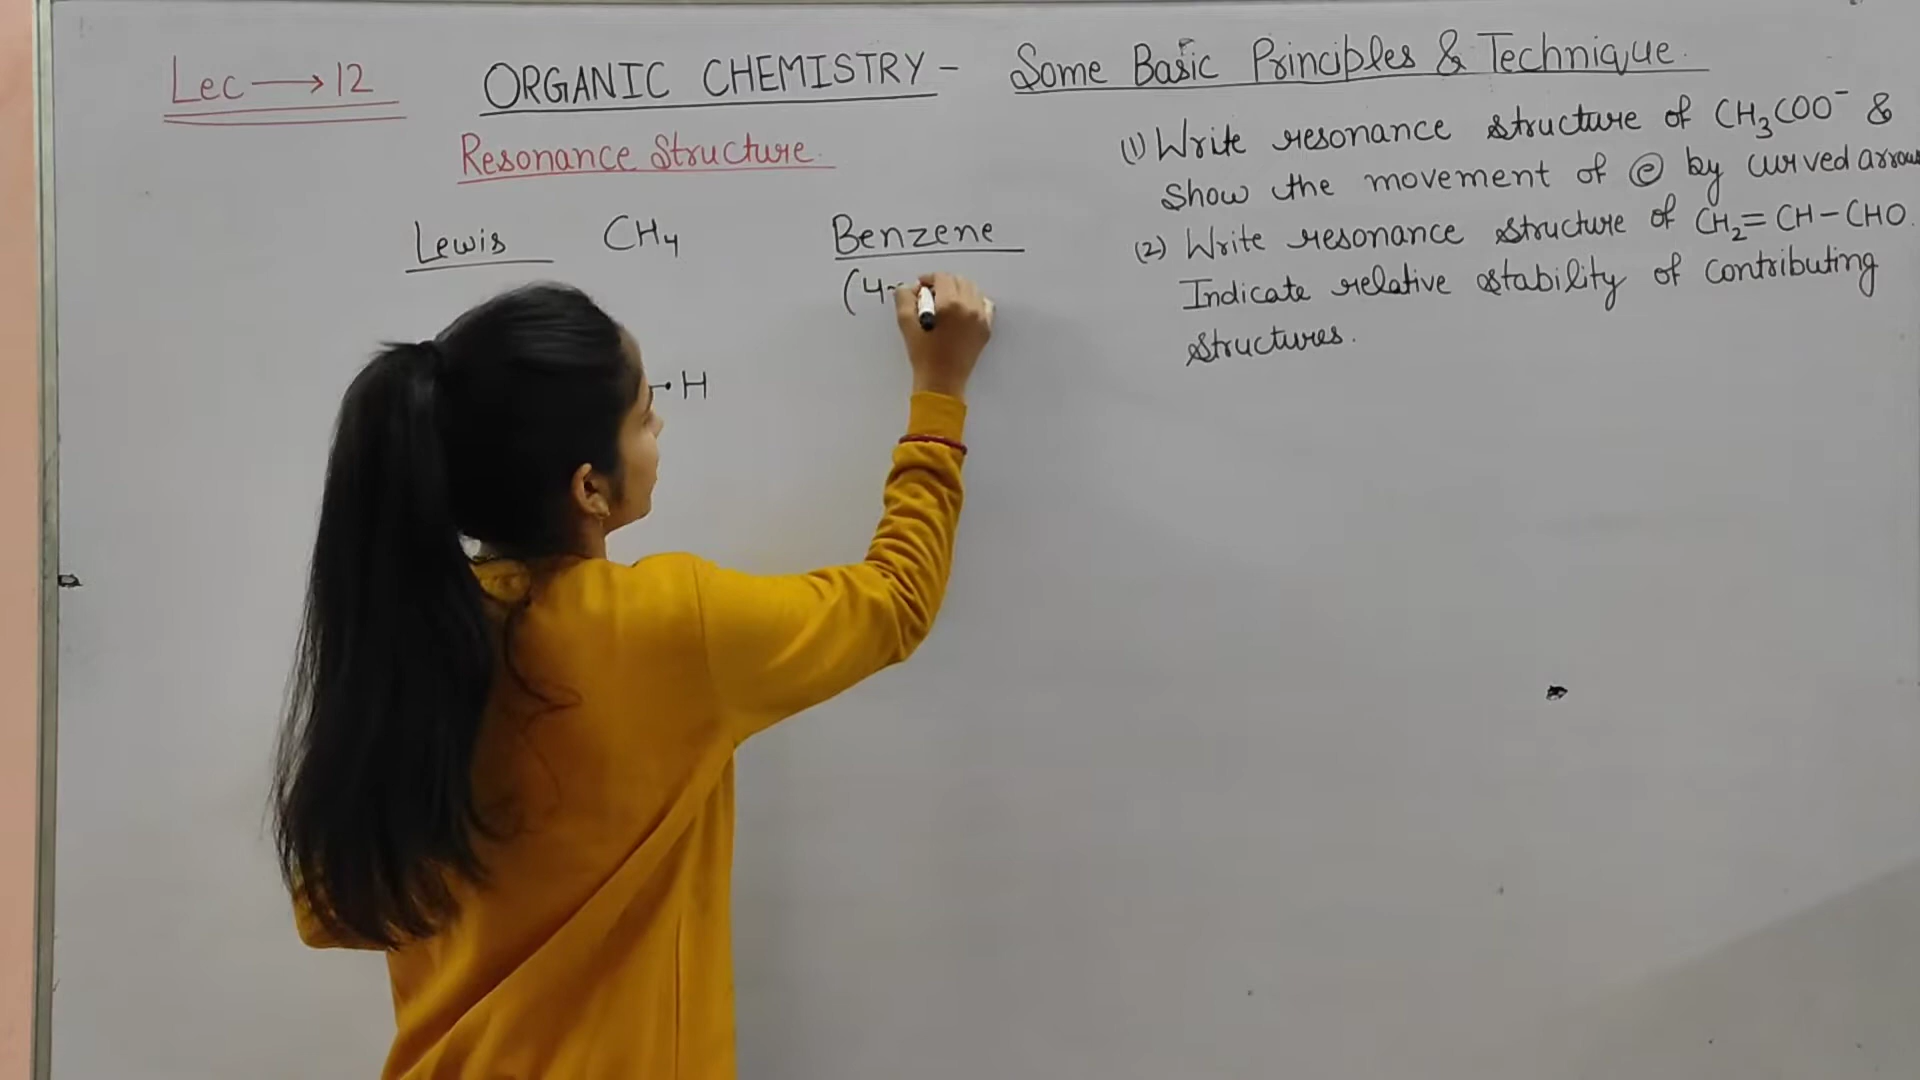 Lec → 12
ORGANIC CHEMISTRY - Some Basic Principles & Technique.
Resonance Structure.
Lewis CH₄ Benzene
(4n
H
(1) Write resonance structure of CH₃COO⁻ &
Show the movement of ⓔ by curved arrows
(2) Write resonance structure of CH₂=CH-CHO.
Indicate relative stability of contributing
structures.